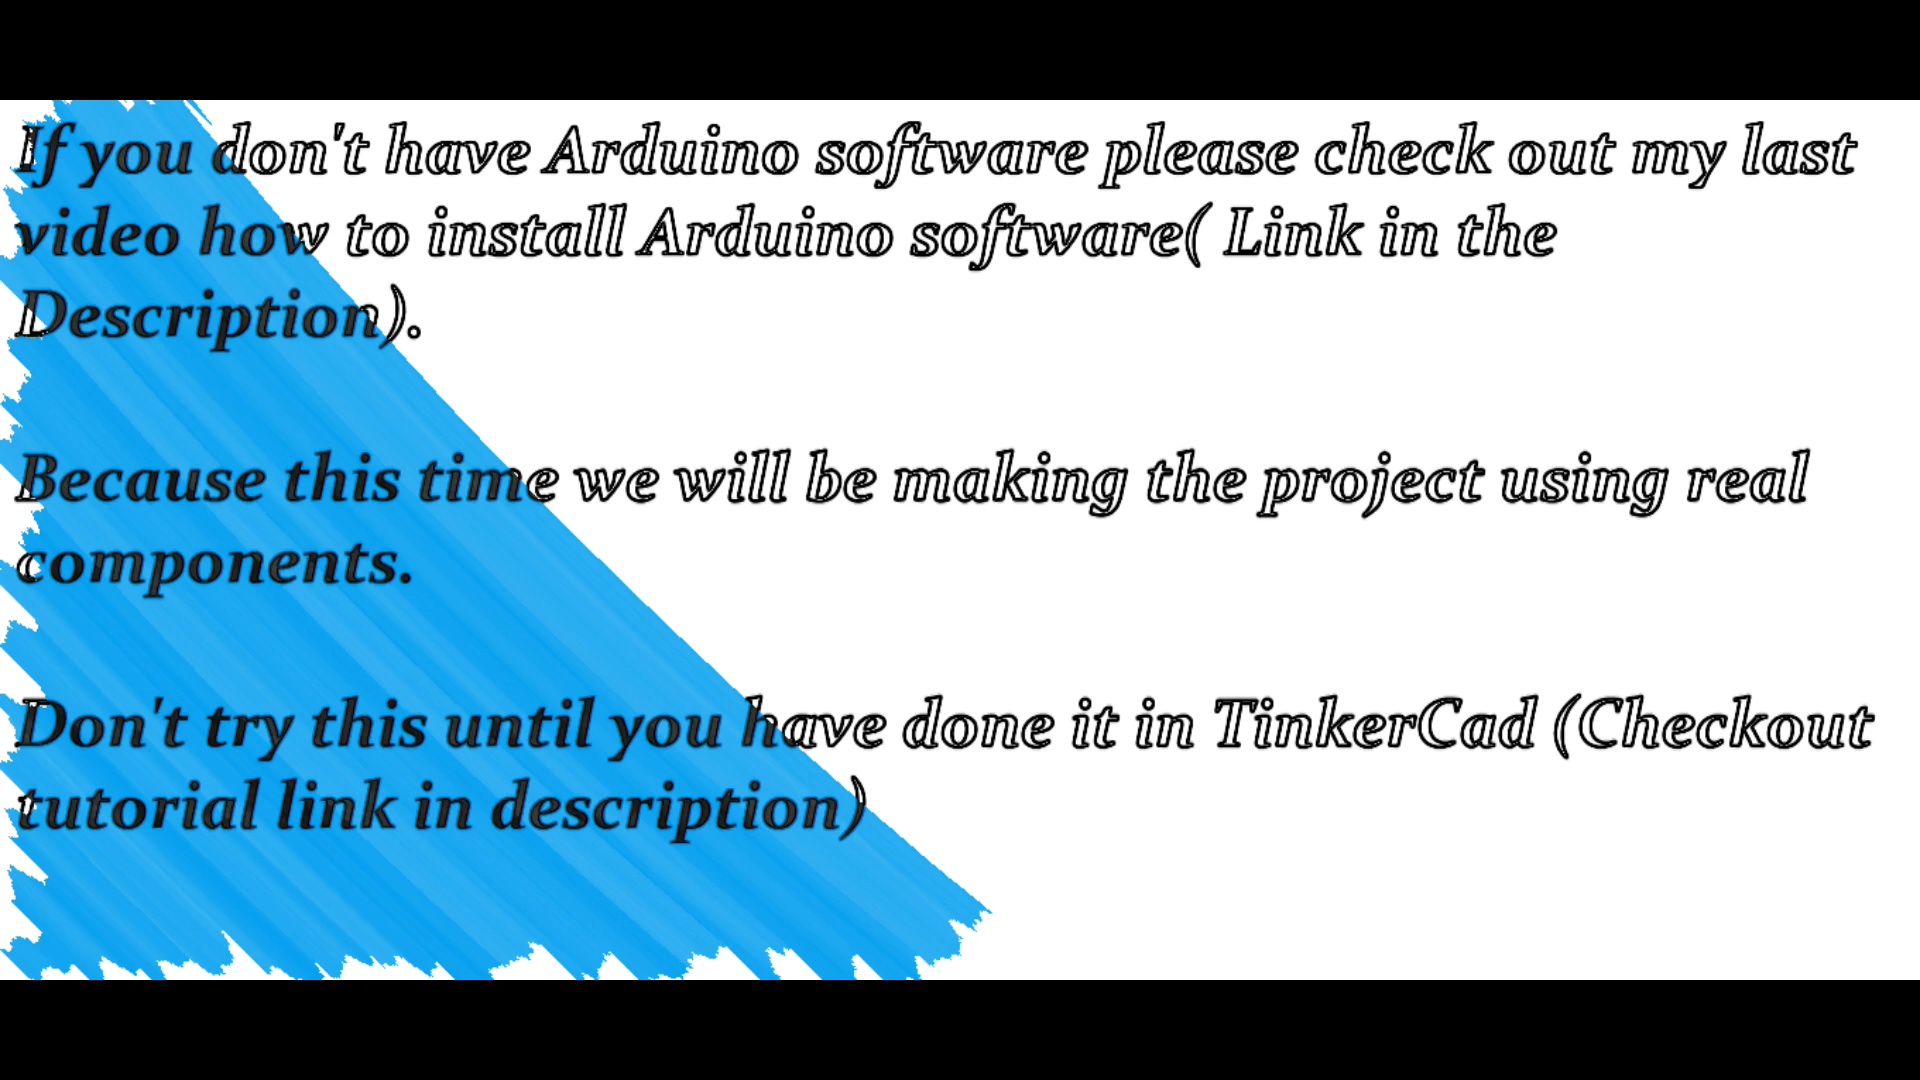 If you don't have Arduino software please check out my last
video how to install Arduino software( Link in the
Description).
Because this time we will be making the project using real
components.
Don't try this until you have done it in TinkerCad (Checkout
tutorial link in description)